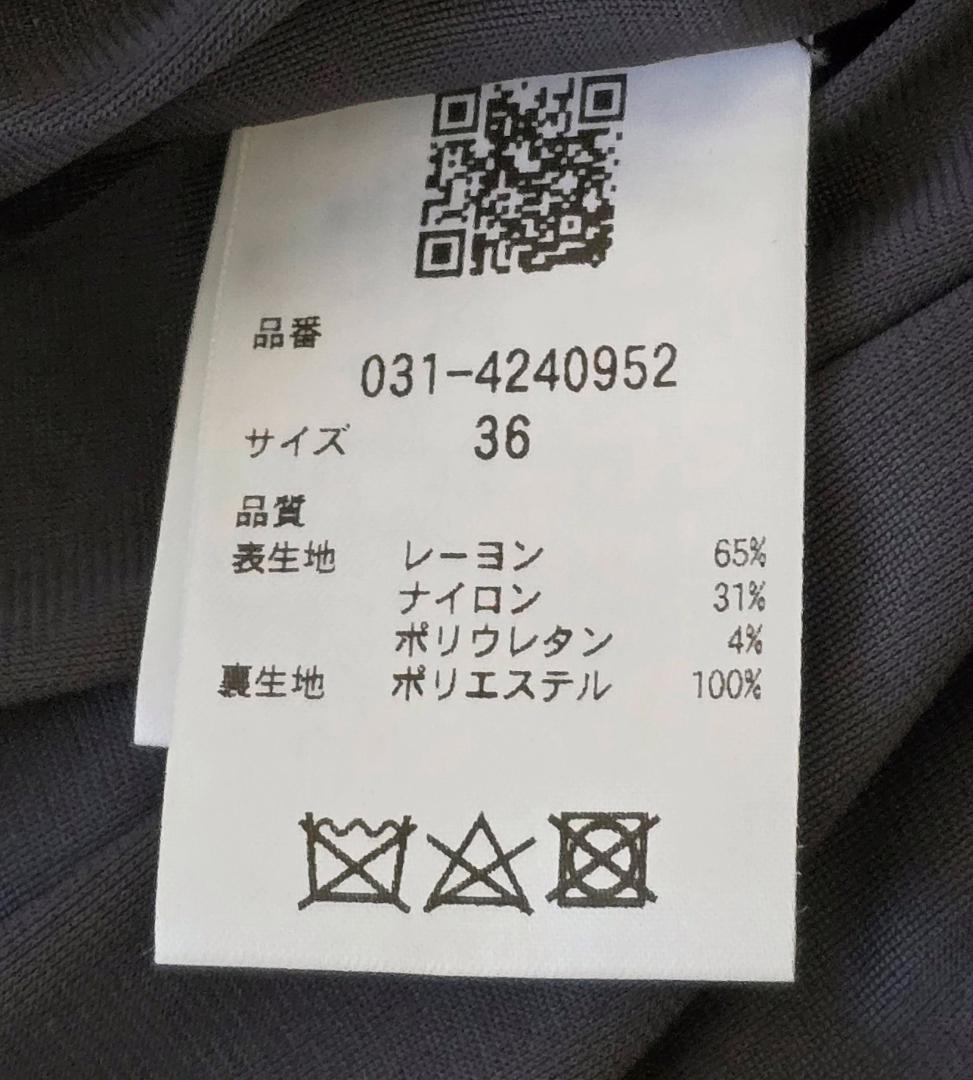 品番
031-4240952
サイズ 36
品質
表生地 レーヨン 65%
ナイロン 31%
ポリウレタン 4%
裏生地 ポリエステル 100%